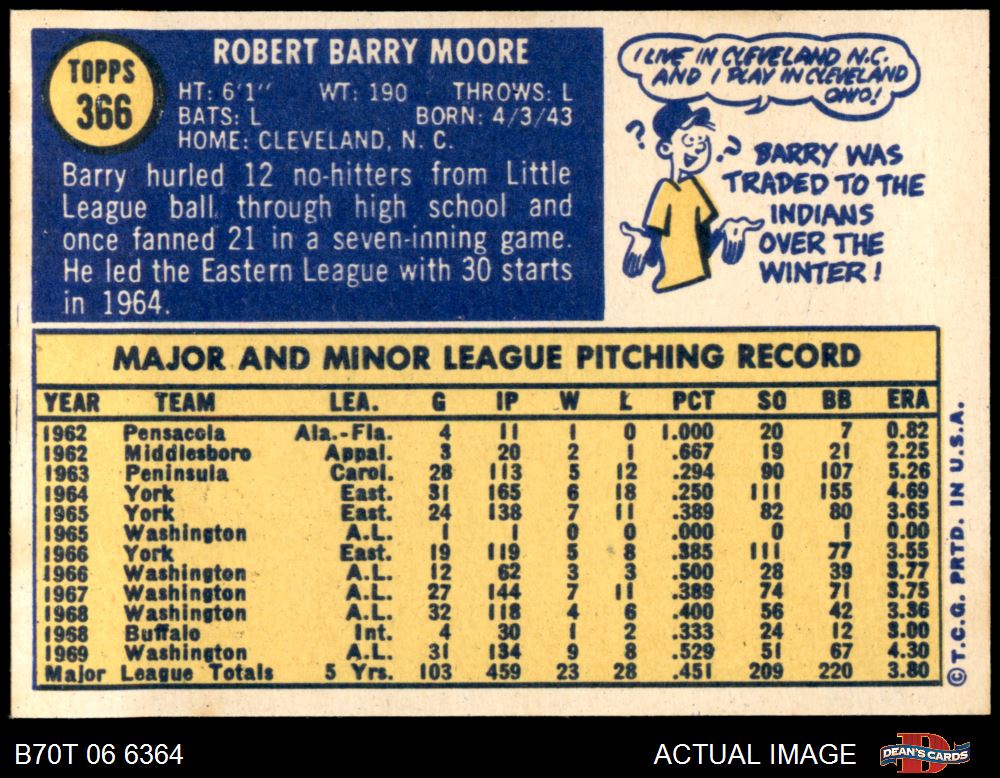 TOPPS
366
ROBERT BARRY MOORE
HT: 6'1" WT: 190 THROWS: L
BATS: L BORN: 4/3/43
HOME: CLEVELAND, N. C.
Barry hurled 12 no-hitters from Little
League ball through high school and
once fanned 21 in a seven-inning game.
He led the Eastern League with 30 starts
in 1964.
I LIVE IN CLEVELAND N.C.
AND I PLAY IN CLEVELAND
OHIO!
? ?
BARRY WAS
TRADED TO THE
INDIANS
OVER THE
WINTER!
MAJOR AND MINOR LEAGUE PITCHING RECORD
YEAR TEAM LEA. G IP W L PCT SO BB ERA
1962 Pensacola Ala.-Fla. 4 11 1 0 1.000 20 7 0.82
1962 Middlesboro Appal. 3 20 2 1 .667 19 21 2.25
1963 Peninsula Carol. 28 113 5 12 .294 90 107 5.26
1964 York East. 31 165 6 18 .250 111 155 4.69
1965 York East. 24 138 7 11 .389 82 80 3.65
1965 Washington A.L. 1 1 0 0 .000 0 1 0.00
1966 York East. 19 119 5 8 .385 111 77 3.55
1966 Washington A.L. 12 62 3 3 .500 28 39 3.77
1967 Washington A.L. 27 144 7 11 .389 74 71 3.75
1968 Washington A.L. 32 118 4 6 .400 56 42 3.36
1968 Buffalo Int. 4 30 1 2 .333 24 12 3.00
1969 Washington A.L. 31 134 9 8 .529 51 67 4.30
Major League Totals 5 Yrs. 103 459 23 28 .451 209 220 3.80
© T.C.G. PRTD. IN U.S.A.
B70T 06 6364
ACTUAL IMAGE
D
DEAN'S CARDS